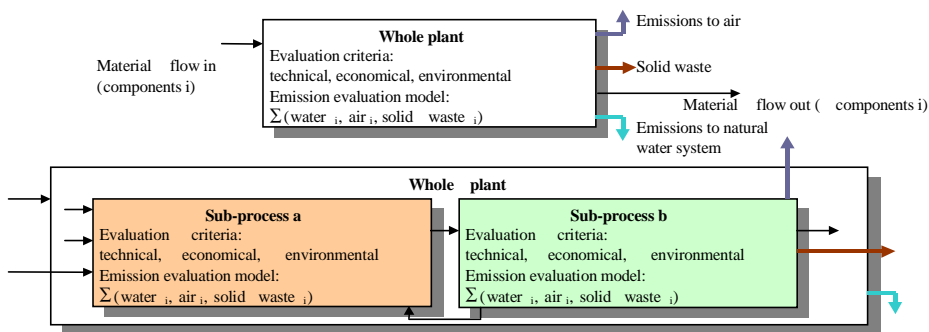 Emissions to air
Whole plant
Evaluation criteria:
technical, economical, environmental
Emission evaluation model:
Σ(water i, air i, solid waste i)
Material flow in
(components i)
Solid waste
Material flow out ( components i)
Emissions to natural
water system
Whole plant
Sub-process a
Evaluation criteria:
technical, economical, environmental
Emission evaluation model:
Σ(water i, air i, solid waste i)
Sub-process b
Evaluation criteria:
technical, economical, environmental
Emission evaluation model:
Σ(water i, air i, solid waste i)